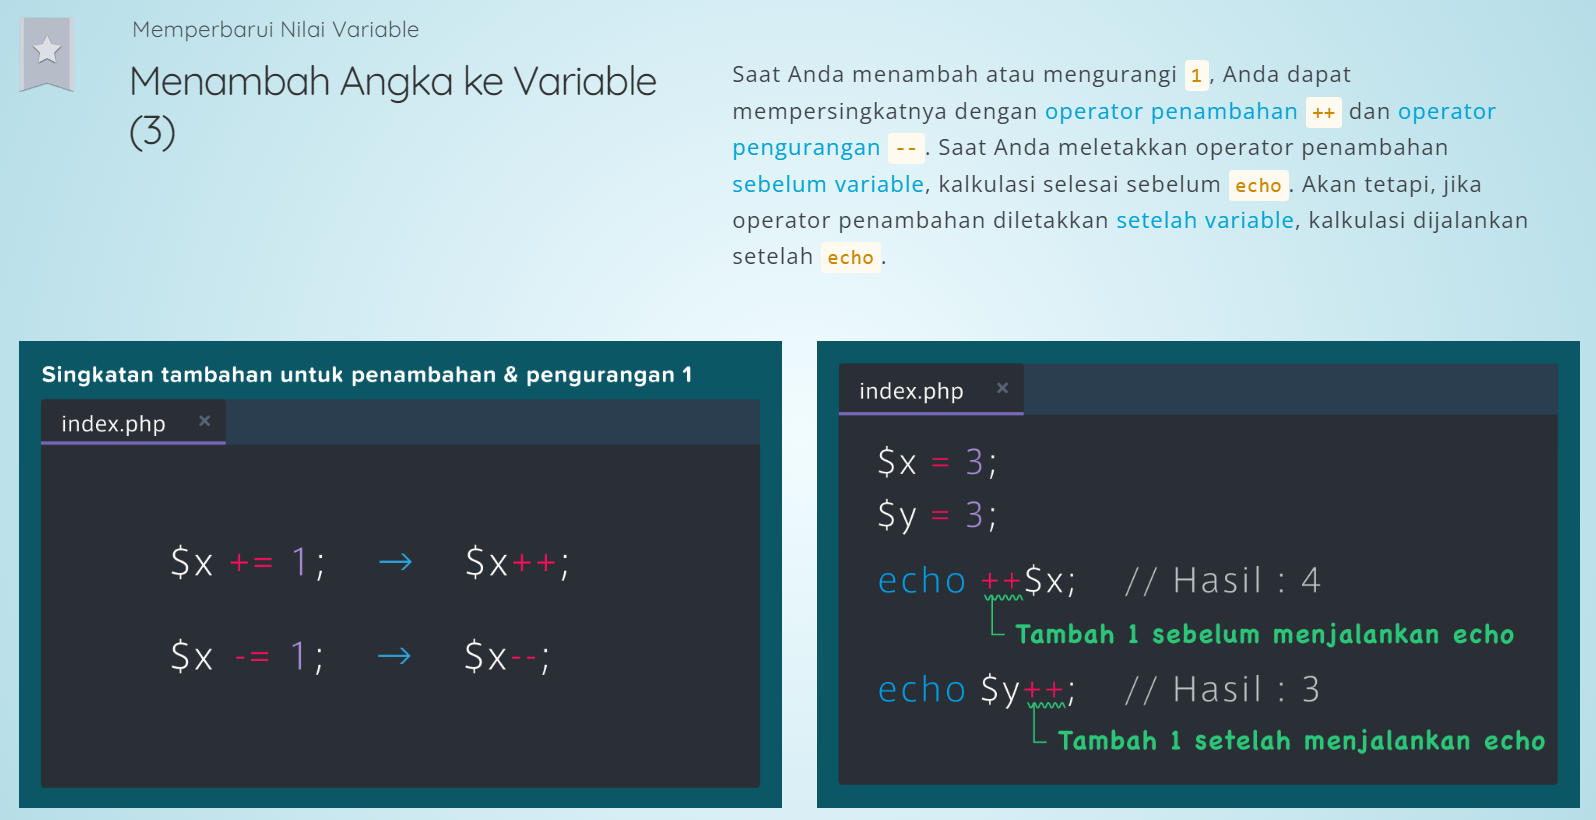 Memperbarui Nilai Variable
Menambah Angka ke Variable
(3)
Saat Anda menambah atau mengurangi 1, Anda dapat
mempersingkatnya dengan operator penambahan ++ dan operator
pengurangan --. Saat Anda meletakkan operator penambahan
sebelum variable, kalkulasi selesai sebelum echo. Akan tetapi, jika
operator penambahan diletakkan setelah variable, kalkulasi dijalankan
setelah echo.
Singkatan tambahan untuk penambahan & pengurangan 1
index.php ×
$x += 1; → $x++;
$x -= 1; → $x--;
index.php ×
$x = 3;
$y = 3;
echo ++$x; // Hasil : 4
Tambah 1 sebelum menjalankan echo
echo $y++; // Hasil : 3
Tambah 1 setelah menjalankan echo